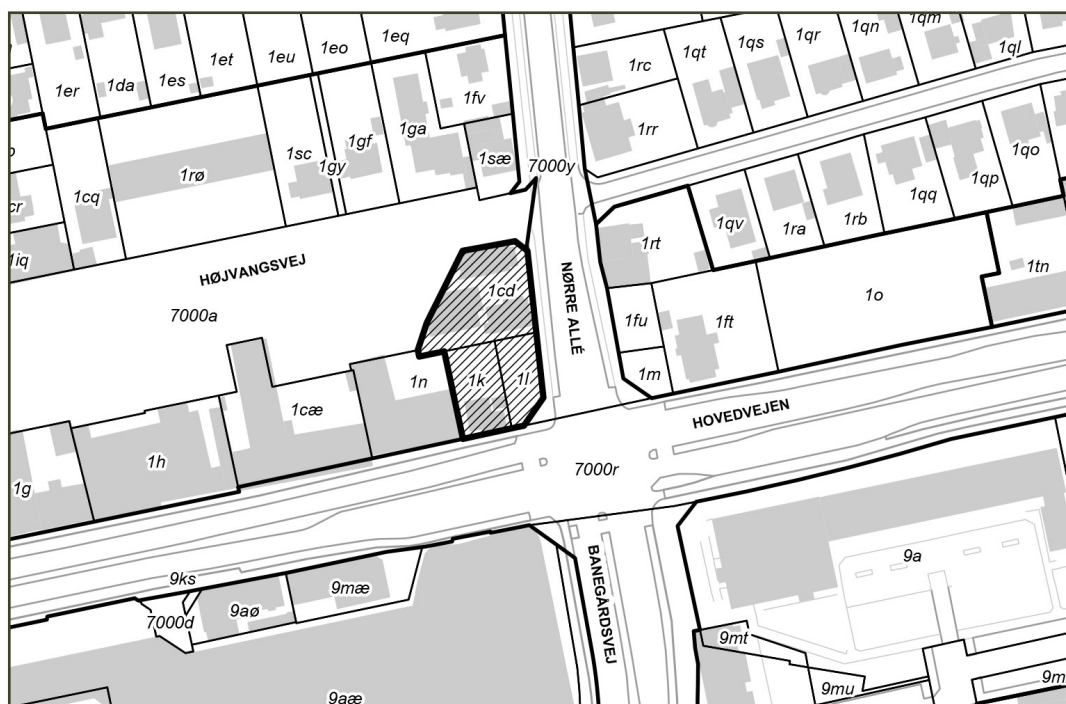 1eq
1qm
1eo
1qn
1ql
1eu
1qr
1et
1qs
1qt
1es
1rc
1da
1er
1fv
1rr
1ga
1gf
1sc
1sæ
7000y
1qo
1gy
1rø
1qp
1cq
1qq
cr
1rb
1qv
1ra
1rt
1iq
HØJVANGSVEJ
1tn
1cd
NØRRE ALLÉ
1o
7000a
1fu
1ft
1n
1k
1l
1m
1cæ
HOVEDVEJEN
1h
1g
7000r
9ks
9a
9mæ
9aø
BANEGÅRDSVEJ
7000d
9mt
9mu
9aæ